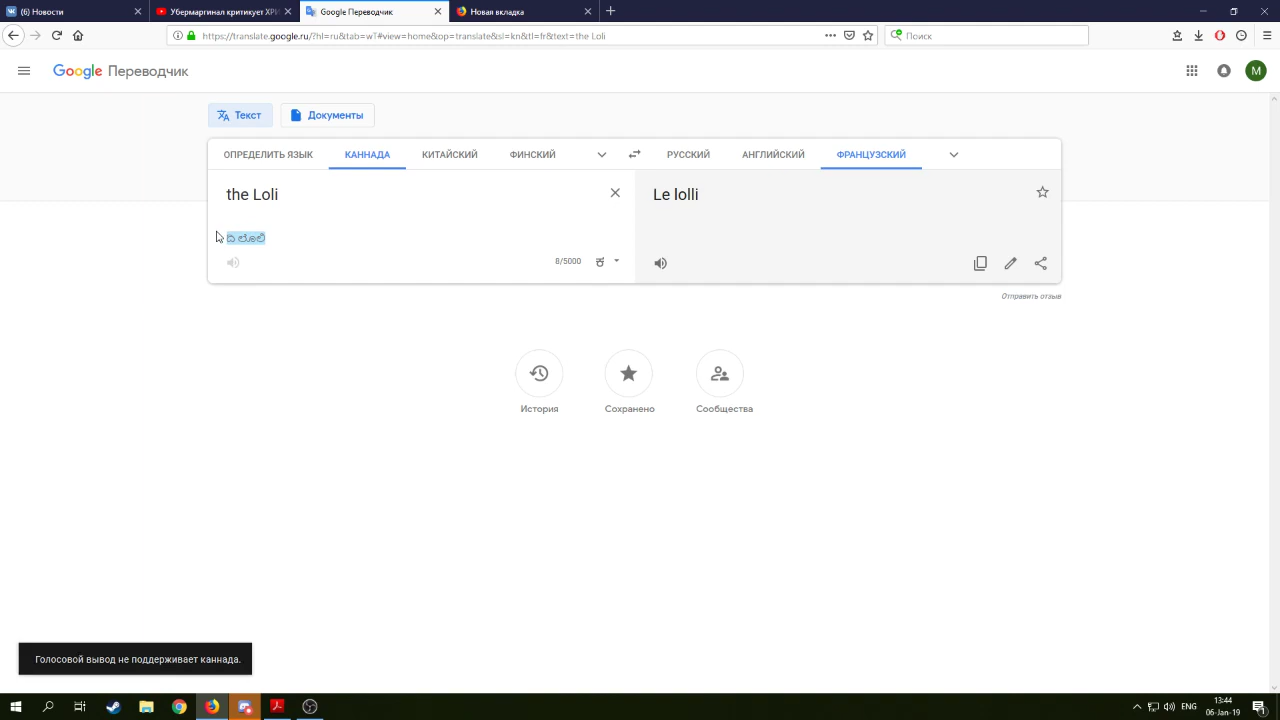 (6) Новости
Убермаргинал критикует ХРИ
Google Переводчик
Новая вкладка
https://translate.google.ru/?hl=ru&tab=wT#view=home&op=translate&sl=kn&tl=fr&text=the Loli
Поиск
Google Переводчик
M
Текст
Документы
ОПРЕДЕЛИТЬ ЯЗЫК КАННАДА КИТАЙСКИЙ ФИНСКИЙ
РУССКИЙ АНГЛИЙСКИЙ ФРАНЦУЗСКИЙ
the Loli
Le lolli
8/5000
Отправить отзыв
История
Сохранено
Сообщества
Голосовой вывод не поддерживает каннада.
ENG
13:44
06-Jan-19